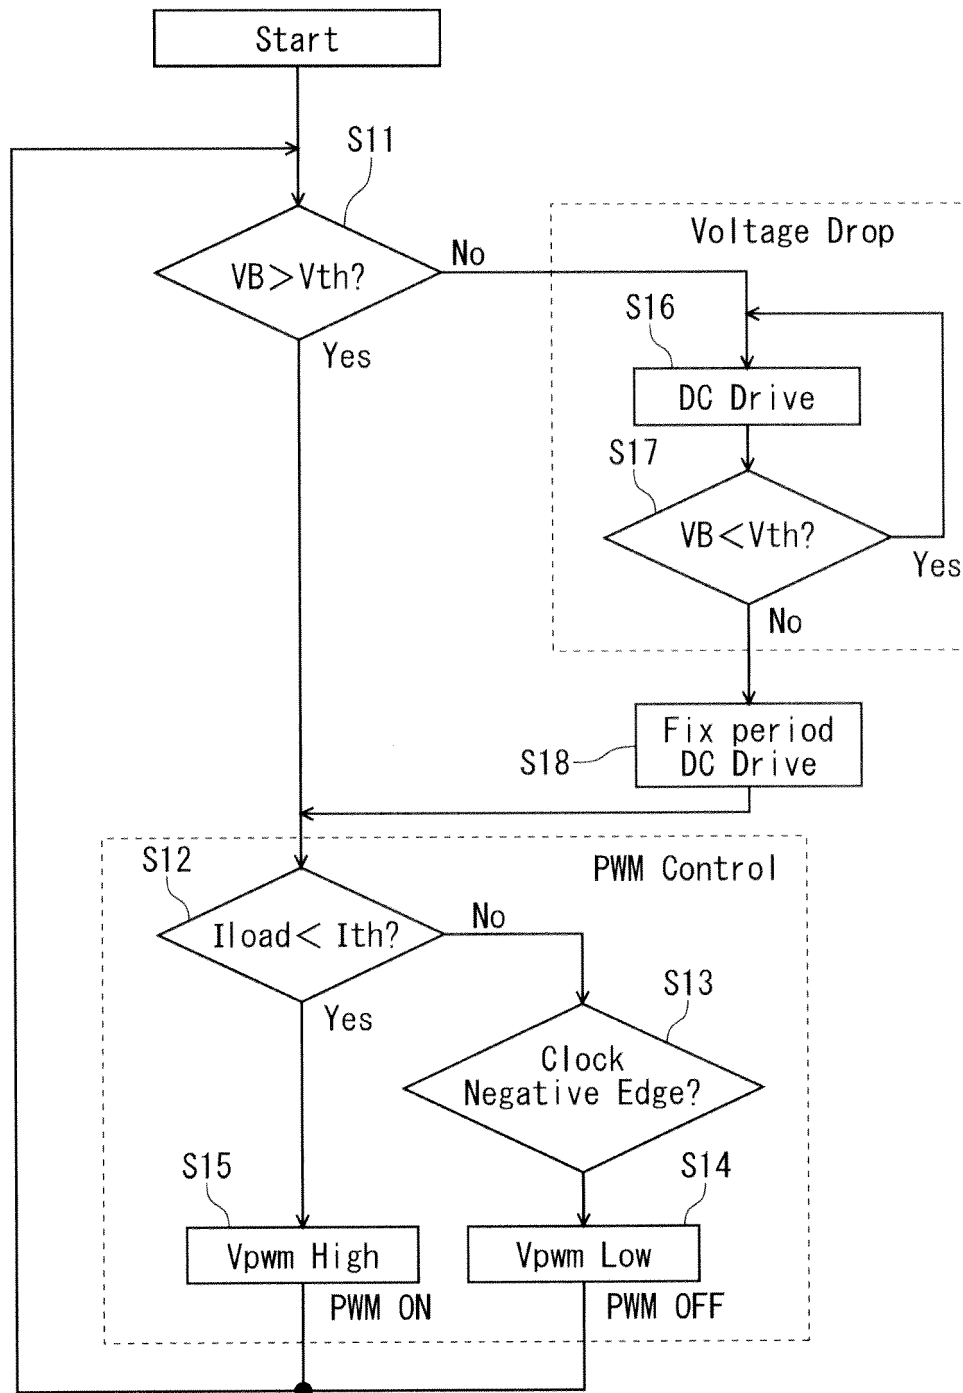 Start
S11
VB>Vth?
No
Yes
Voltage Drop
S16
DC Drive
S17
VB<Vth?
Yes
No
S18
Fix period
DC Drive
PWM Control
S12
Iload< Ith?
No
Yes
S13
Clock
Negative Edge?
S15
Vpwm High
PWM ON
S14
Vpwm Low
PWM OFF